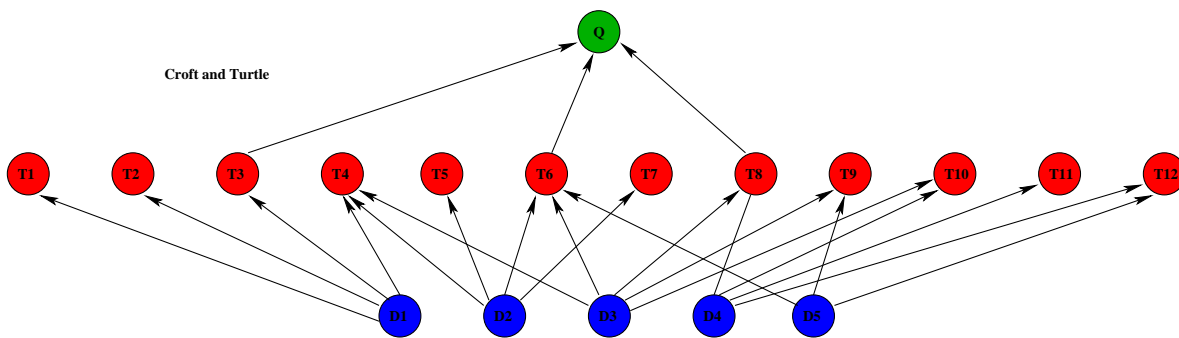 Q
Croft and Turtle
T1 T2 T3 T4 T5 T6 T7 T8 T9 T10 T11 T12
D1 D2 D3 D4 D5